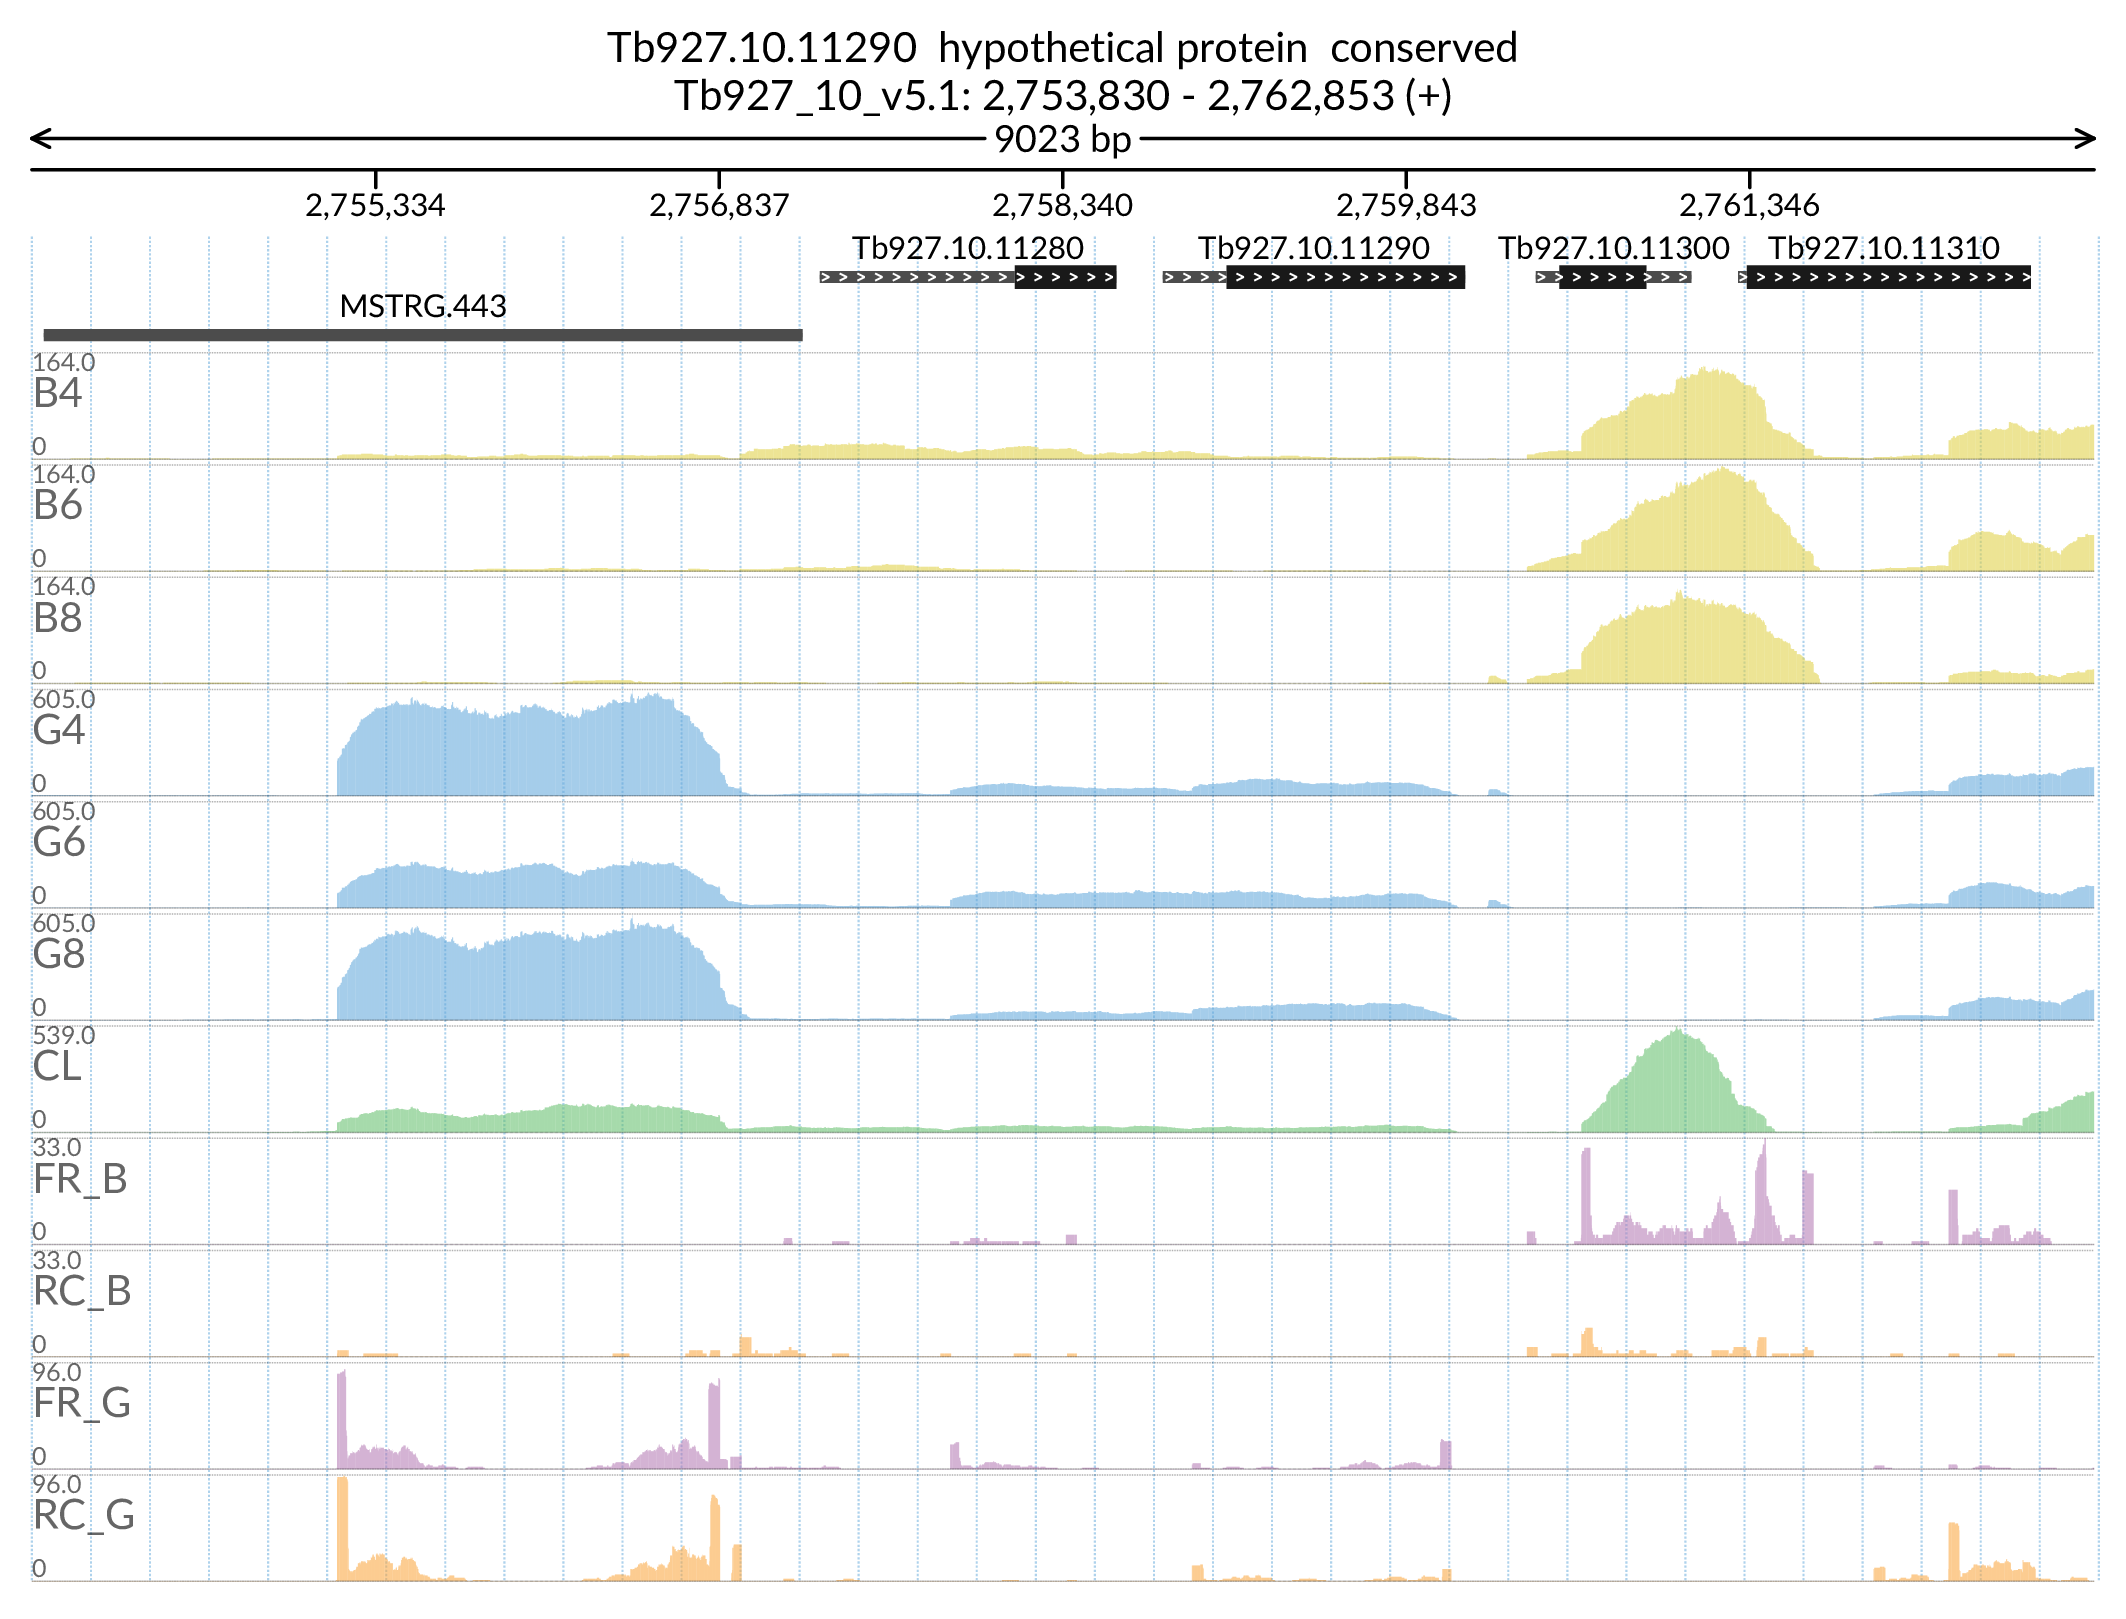 Tb927.10.11290 hypothetical protein conserved
Tb927_10_v5.1: 2,753,830 - 2,762,853 (+)
9023 bp
2,755,334 2,756,837 2,758,340 2,759,843 2,761,346
Tb927.10.11280 Tb927.10.11290 Tb927.10.11300 Tb927.10.11310
MSTRG.443
164.0
B4
0
164.0
B6
0
164.0
B8
0
605.0
G4
0
605.0
G6
0
605.0
G8
0
539.0
CL
0
33.0
FR_B
0
33.0
RC_B
0
96.0
FR_G
0
96.0
RC_G
0